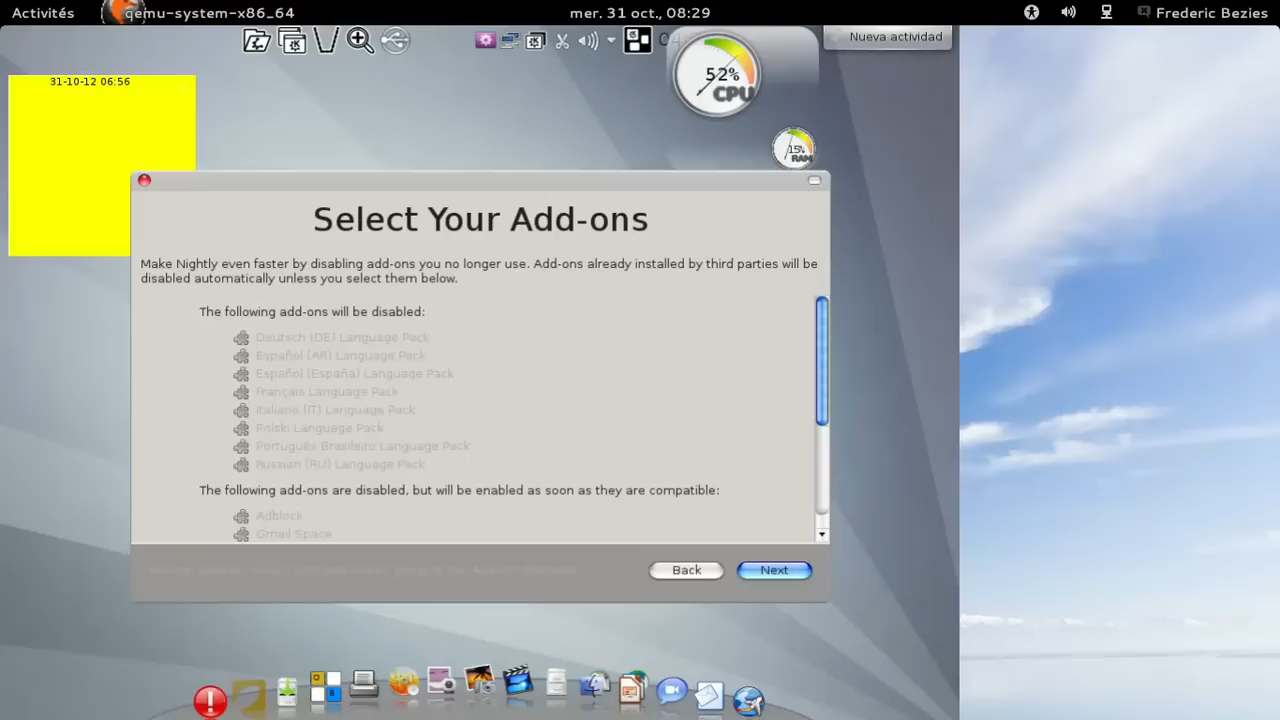 Activités
qemu-system-x86_64
mer. 31 oct., 08:29
Frederic Bezies
Nueva actividad
52%
CPU
15%
RAM
31-10-12 06:56
Select Your Add-ons
Make Nightly even faster by disabling add-ons you no longer use. Add-ons already installed by third parties will be
disabled automatically unless you select them below.
The following add-ons will be disabled:
Deutsch (DE) Language Pack
Español (AR) Language Pack
Español (España) Language Pack
Français Language Pack
Italiano (IT) Language Pack
Polski Language Pack
Português Brasileiro Language Pack
Russian (RU) Language Pack
The following add-ons are disabled, but will be enabled as soon as they are compatible:
Adblock
Gmail Space
Back
Next